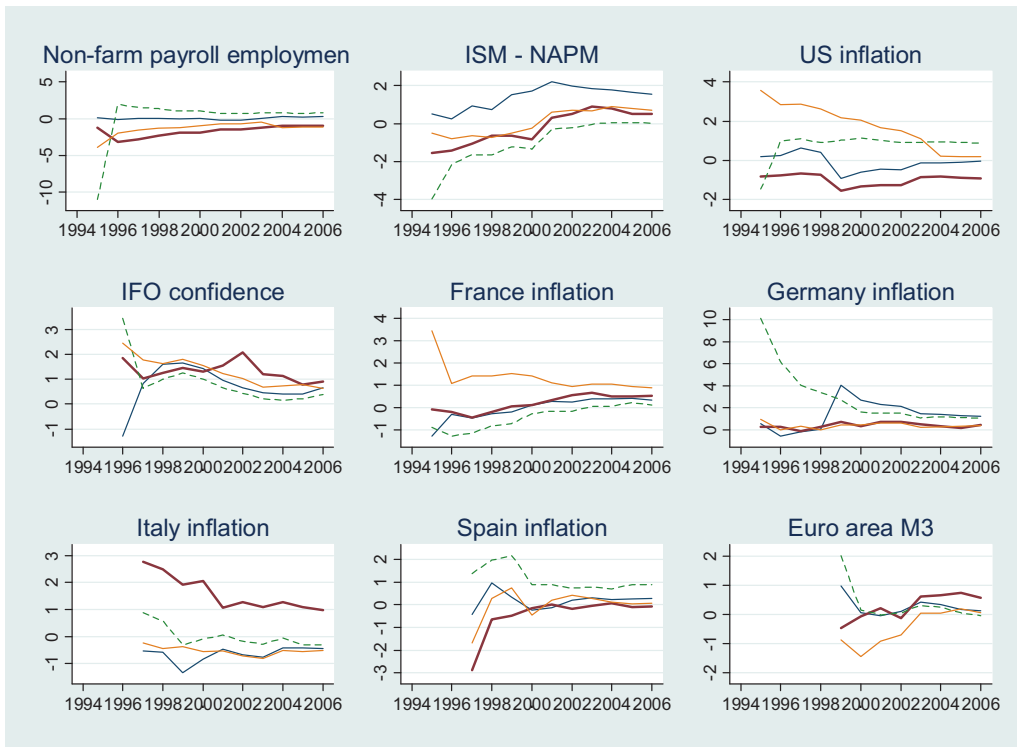 Non-farm payroll employmen
ISM - NAPM
US inflation
5
0
-5
-10
1994 1996 1998 2000 2002 2004 2006
2
0
-2
-4
1994 1996 1998 2000 2002 2004 2006
4
2
0
-2
1994 1996 1998 2000 2002 2004 2006
IFO confidence
France inflation
Germany inflation
3
2
1
0
-1
1994 1996 1998 2000 2002 2004 2006
4
3
2
1
0
-1
1994 1996 1998 2000 2002 2004 2006
10
8
6
4
2
0
1994 1996 1998 2000 2002 2004 2006
Italy inflation
Spain inflation
Euro area M3
3
2
1
0
-1
1994 1996 1998 2000 2002 2004 2006
2
1
0
-1
-2
-3
1994 1996 1998 2000 2002 2004 2006
2
1
0
-1
-2
1994 1996 1998 2000 2002 2004 2006